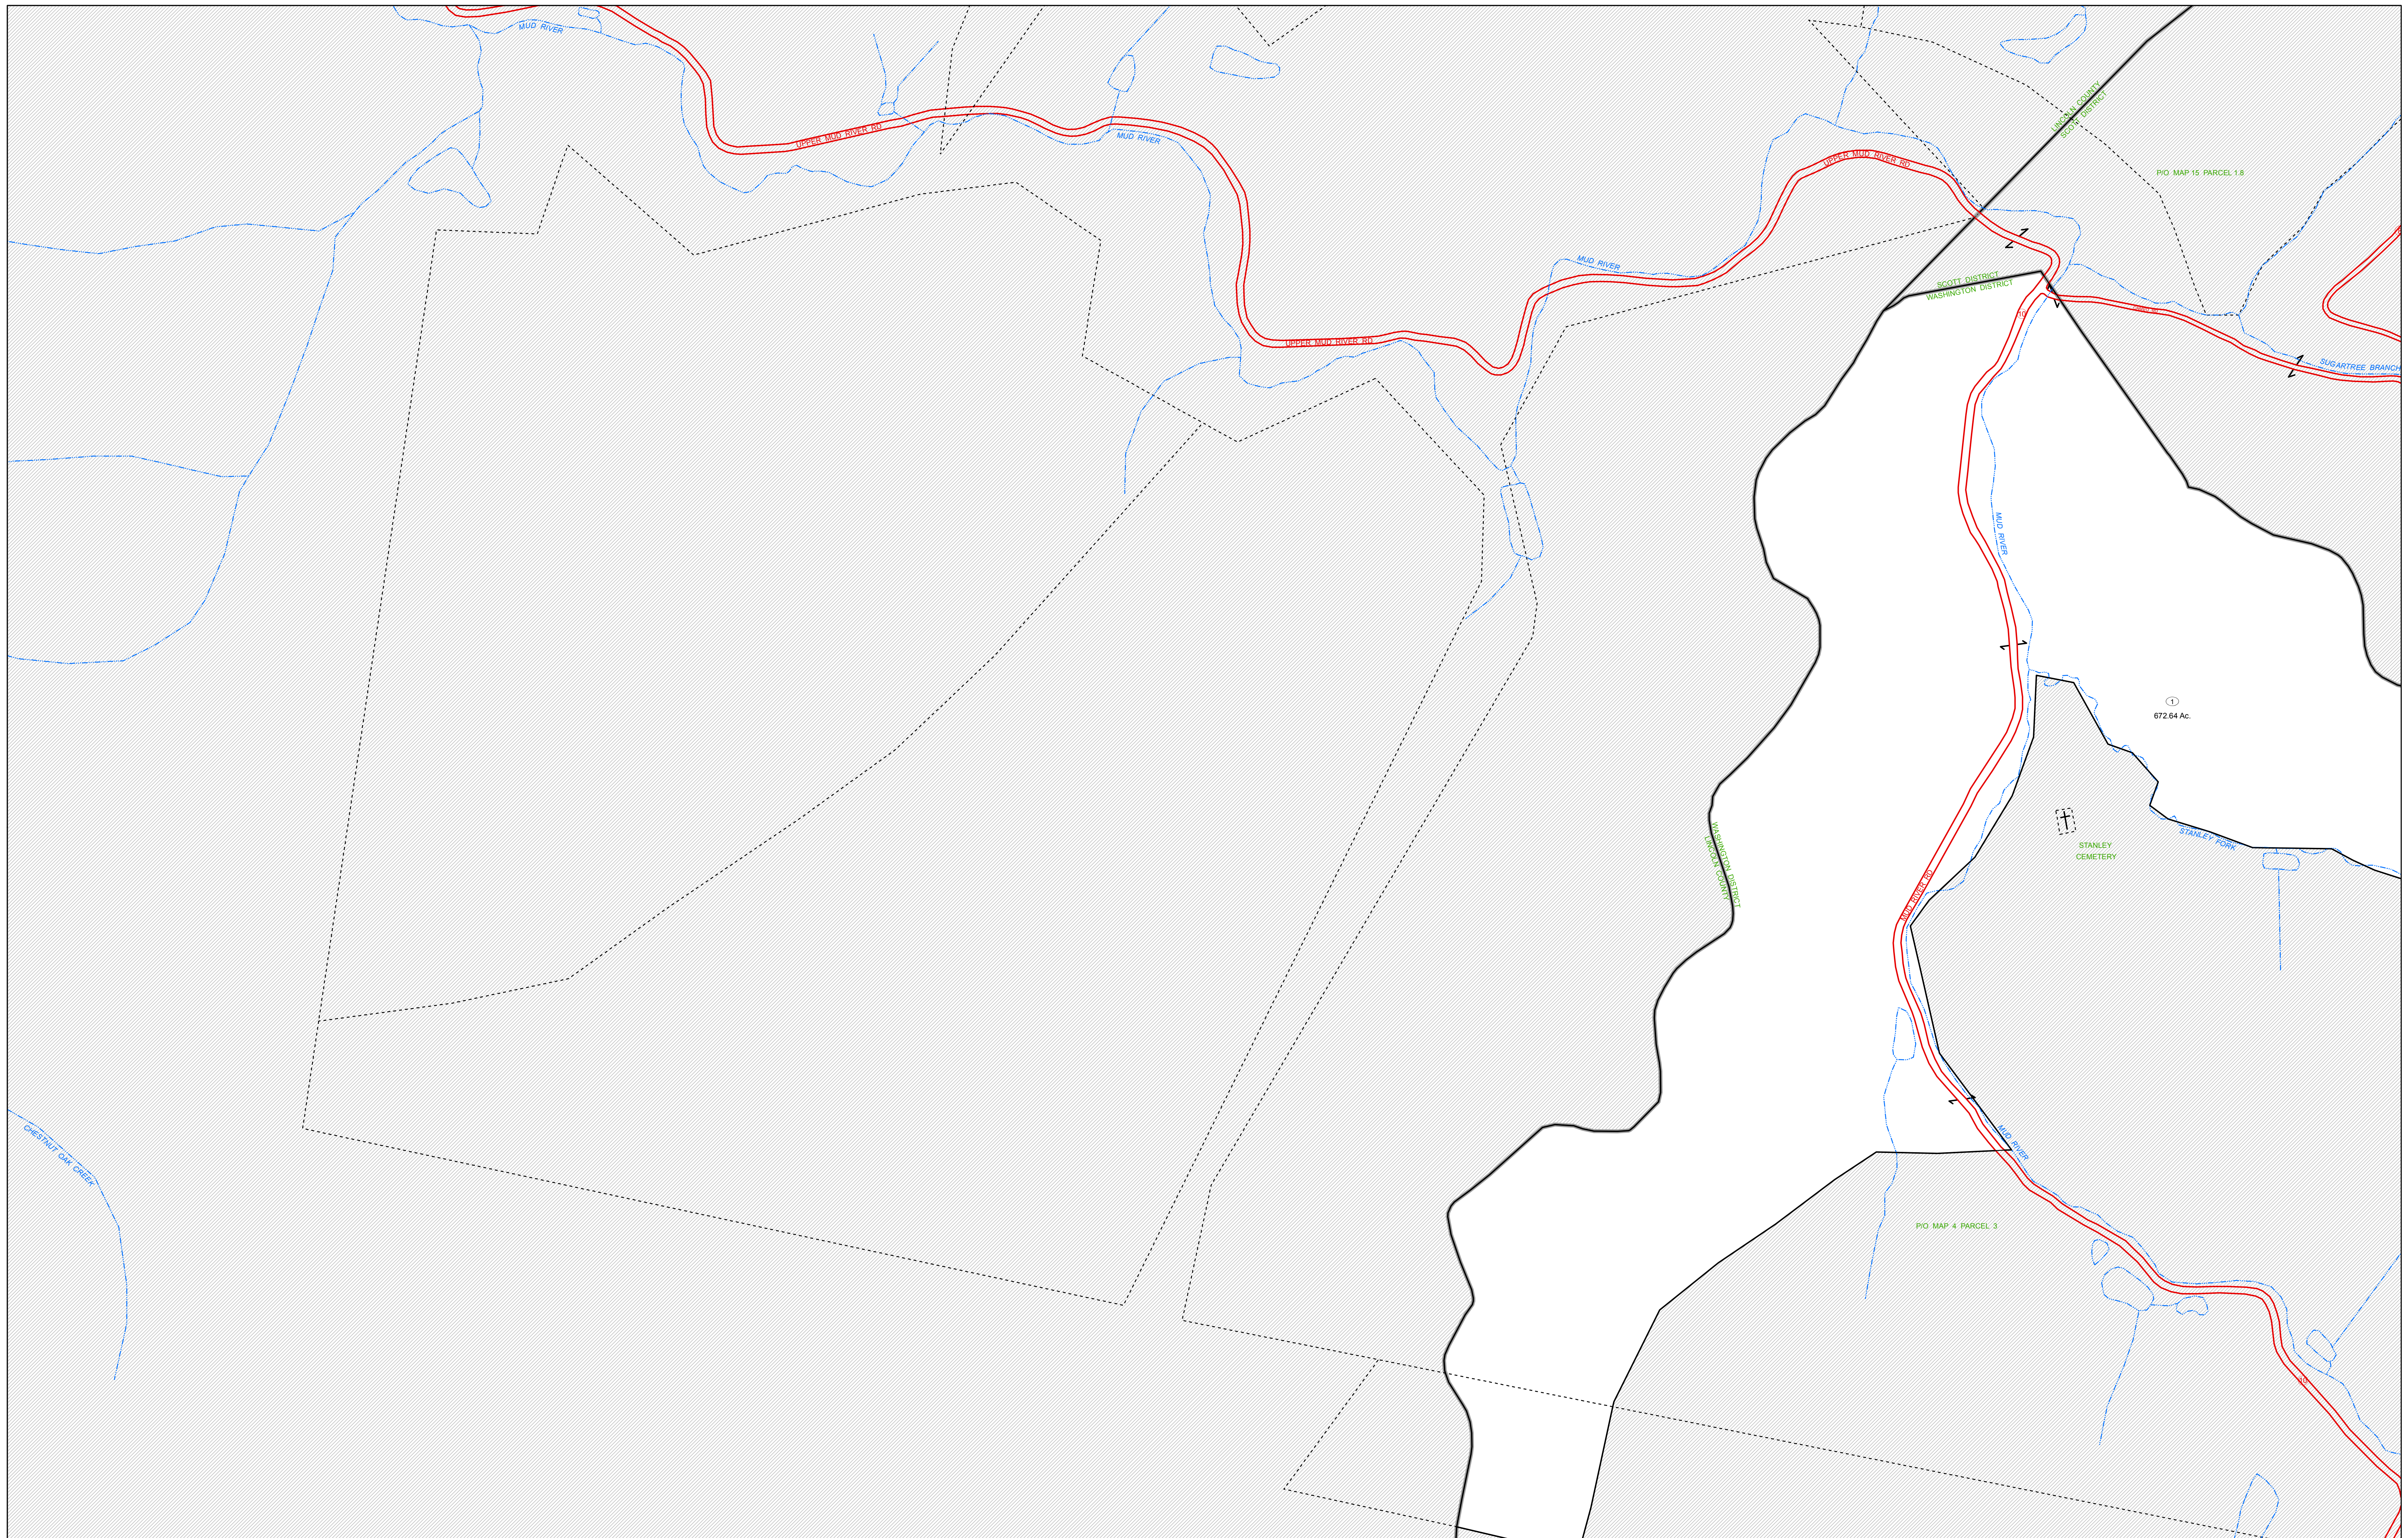 MUD RIVER
UPPER MUD RIVER RD
MUD RIVER
LINCOLN COUNTY
SCOTT DISTRICT
UPPER MUD RIVER RD
P/O MAP 15 PARCEL 1.8
MUD RIVER
SCOTT DISTRICT
WASHINGTON DISTRICT
10
UPPER MUD RIVER RD
SUGARTREE BRANCH
MUD RIVER
1
672.64 Ac.
WASHINGTON DISTRICT
LINCOLN COUNTY
STANLEY FORK
STANLEY
CEMETERY
MUD RIVER RD
CHESTNUT OAK CREEK
MUD RIVER
P/O MAP 4 PARCEL 3
10